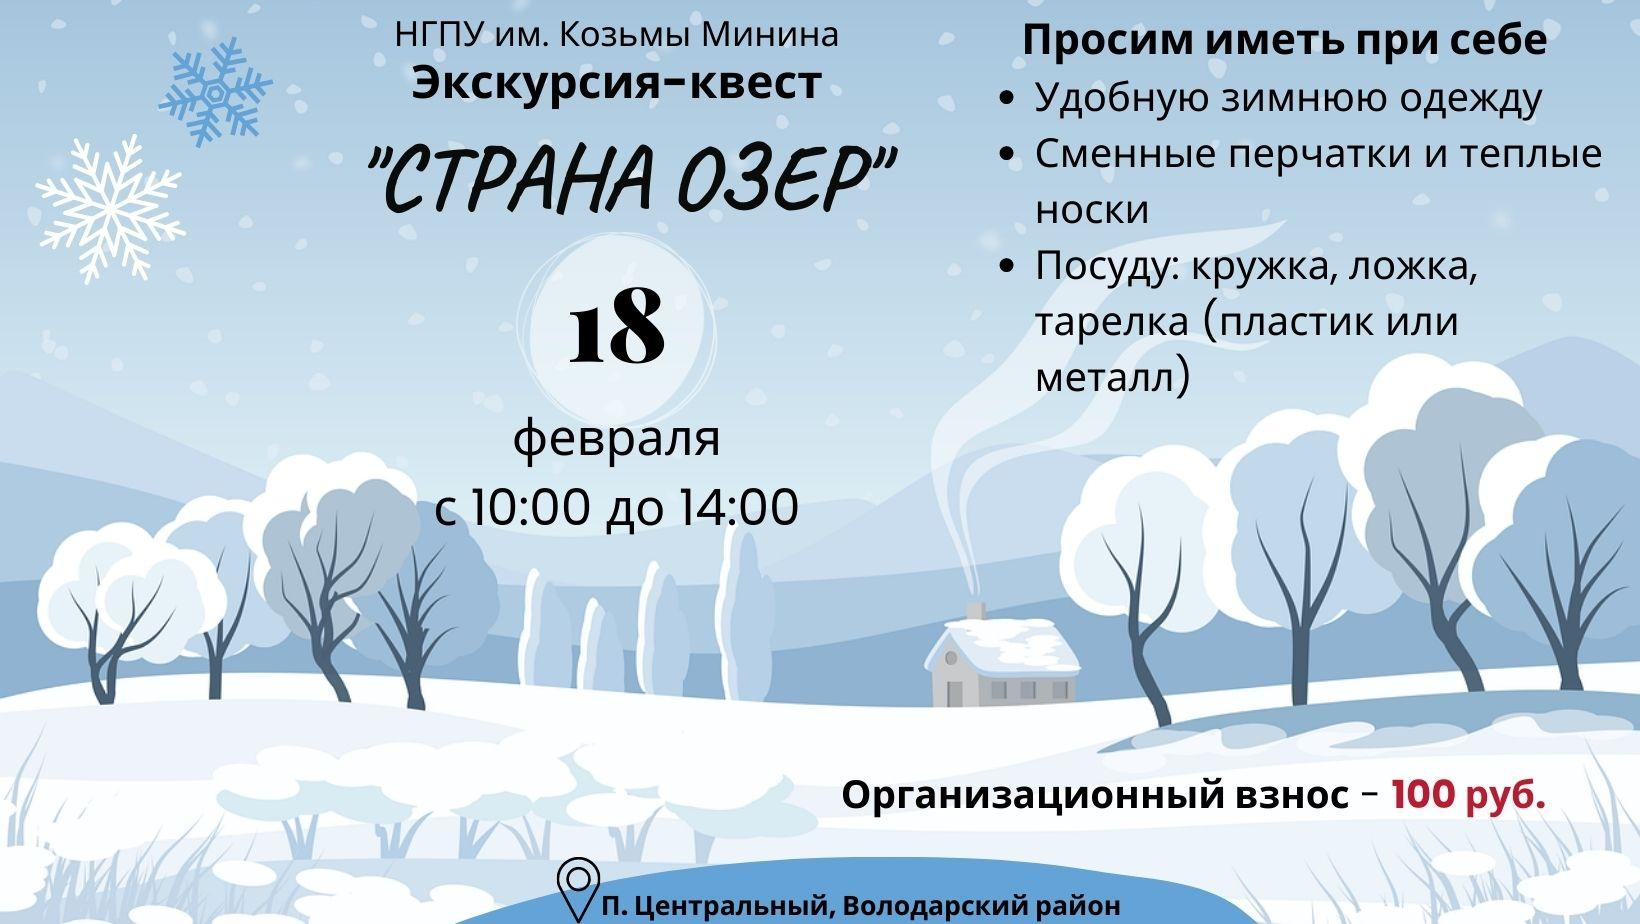 НГПУ им. Козьмы Минина
Экскурсия-квест
"СТРАНА ОЗЕР"
18
февраля
с 10:00 до 14:00
Просим иметь при себе
• Удобную зимнюю одежду
• Сменные перчатки и теплые
носки
• Посуду: кружка, ложка,
тарелка (пластик или
металл)
Организационный взнос - 100 руб.
П. Центральный, Володарский район